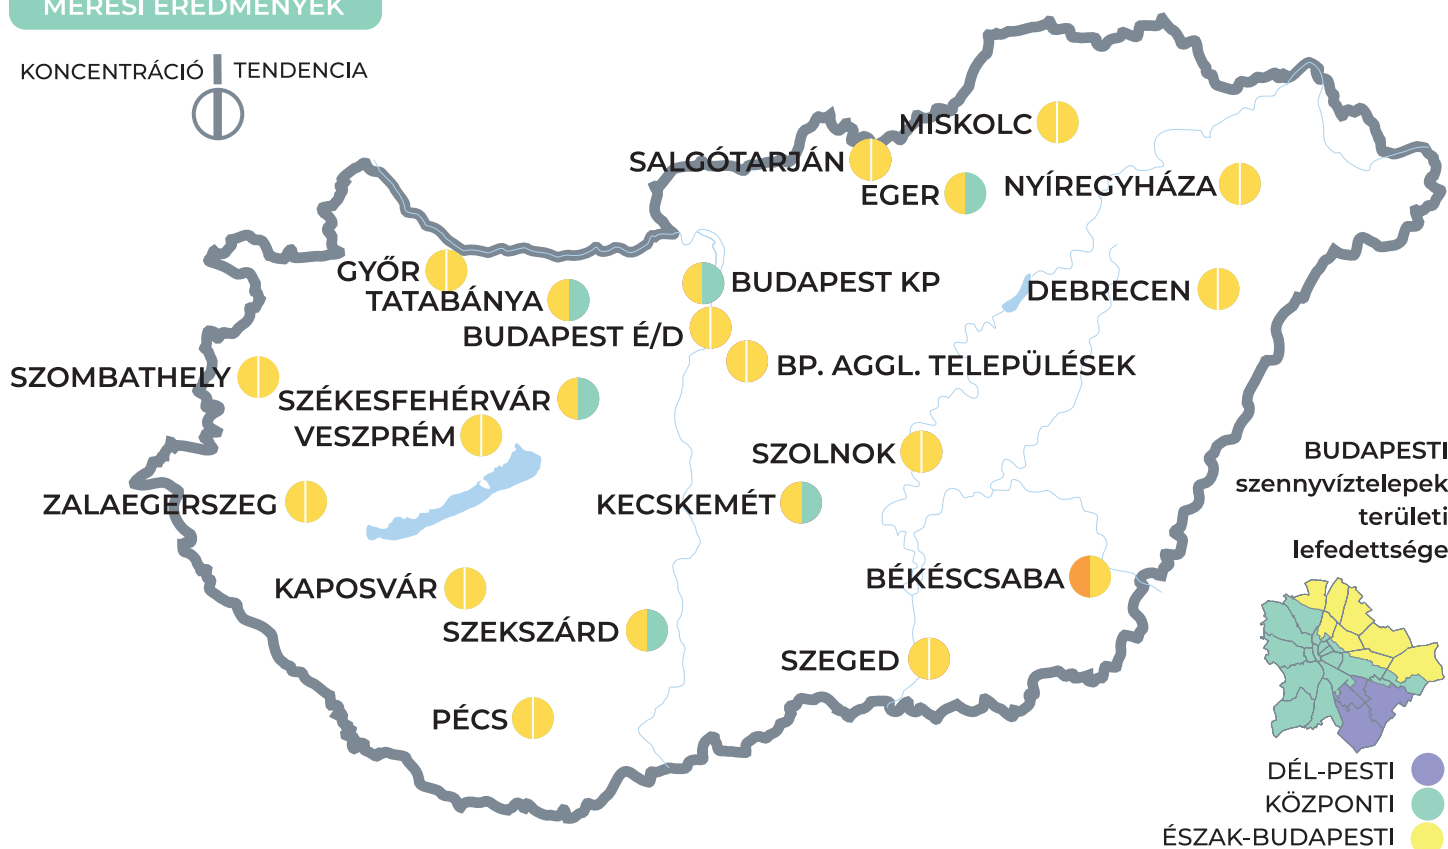 MÉRÉSI EREDMÉNYEK
KONCENTRÁCIÓ | TENDENCIA
MISKOLC
SALGÓTARJÁN
EGER
NYÍREGYHÁZA
GYŐR
TATABÁNYA
BUDAPEST KP
DEBRECEN
BUDAPEST É/D
BP. AGGL. TELEPÜLÉSEK
SZOMBATHELY
SZÉKESFEHÉRVÁR
VESZPRÉM
SZOLNOK
ZALAEGERSZEG
KECSKEMÉT
KAPOSVÁR
BÉKÉSCSABA
SZEKSZÁRD
SZEGED
PÉCS
BUDAPESTI
szennyvíztelepek
területi
lefedettsége
DÉL-PESTI
KÖZPONTI
ÉSZAK-BUDAPESTI